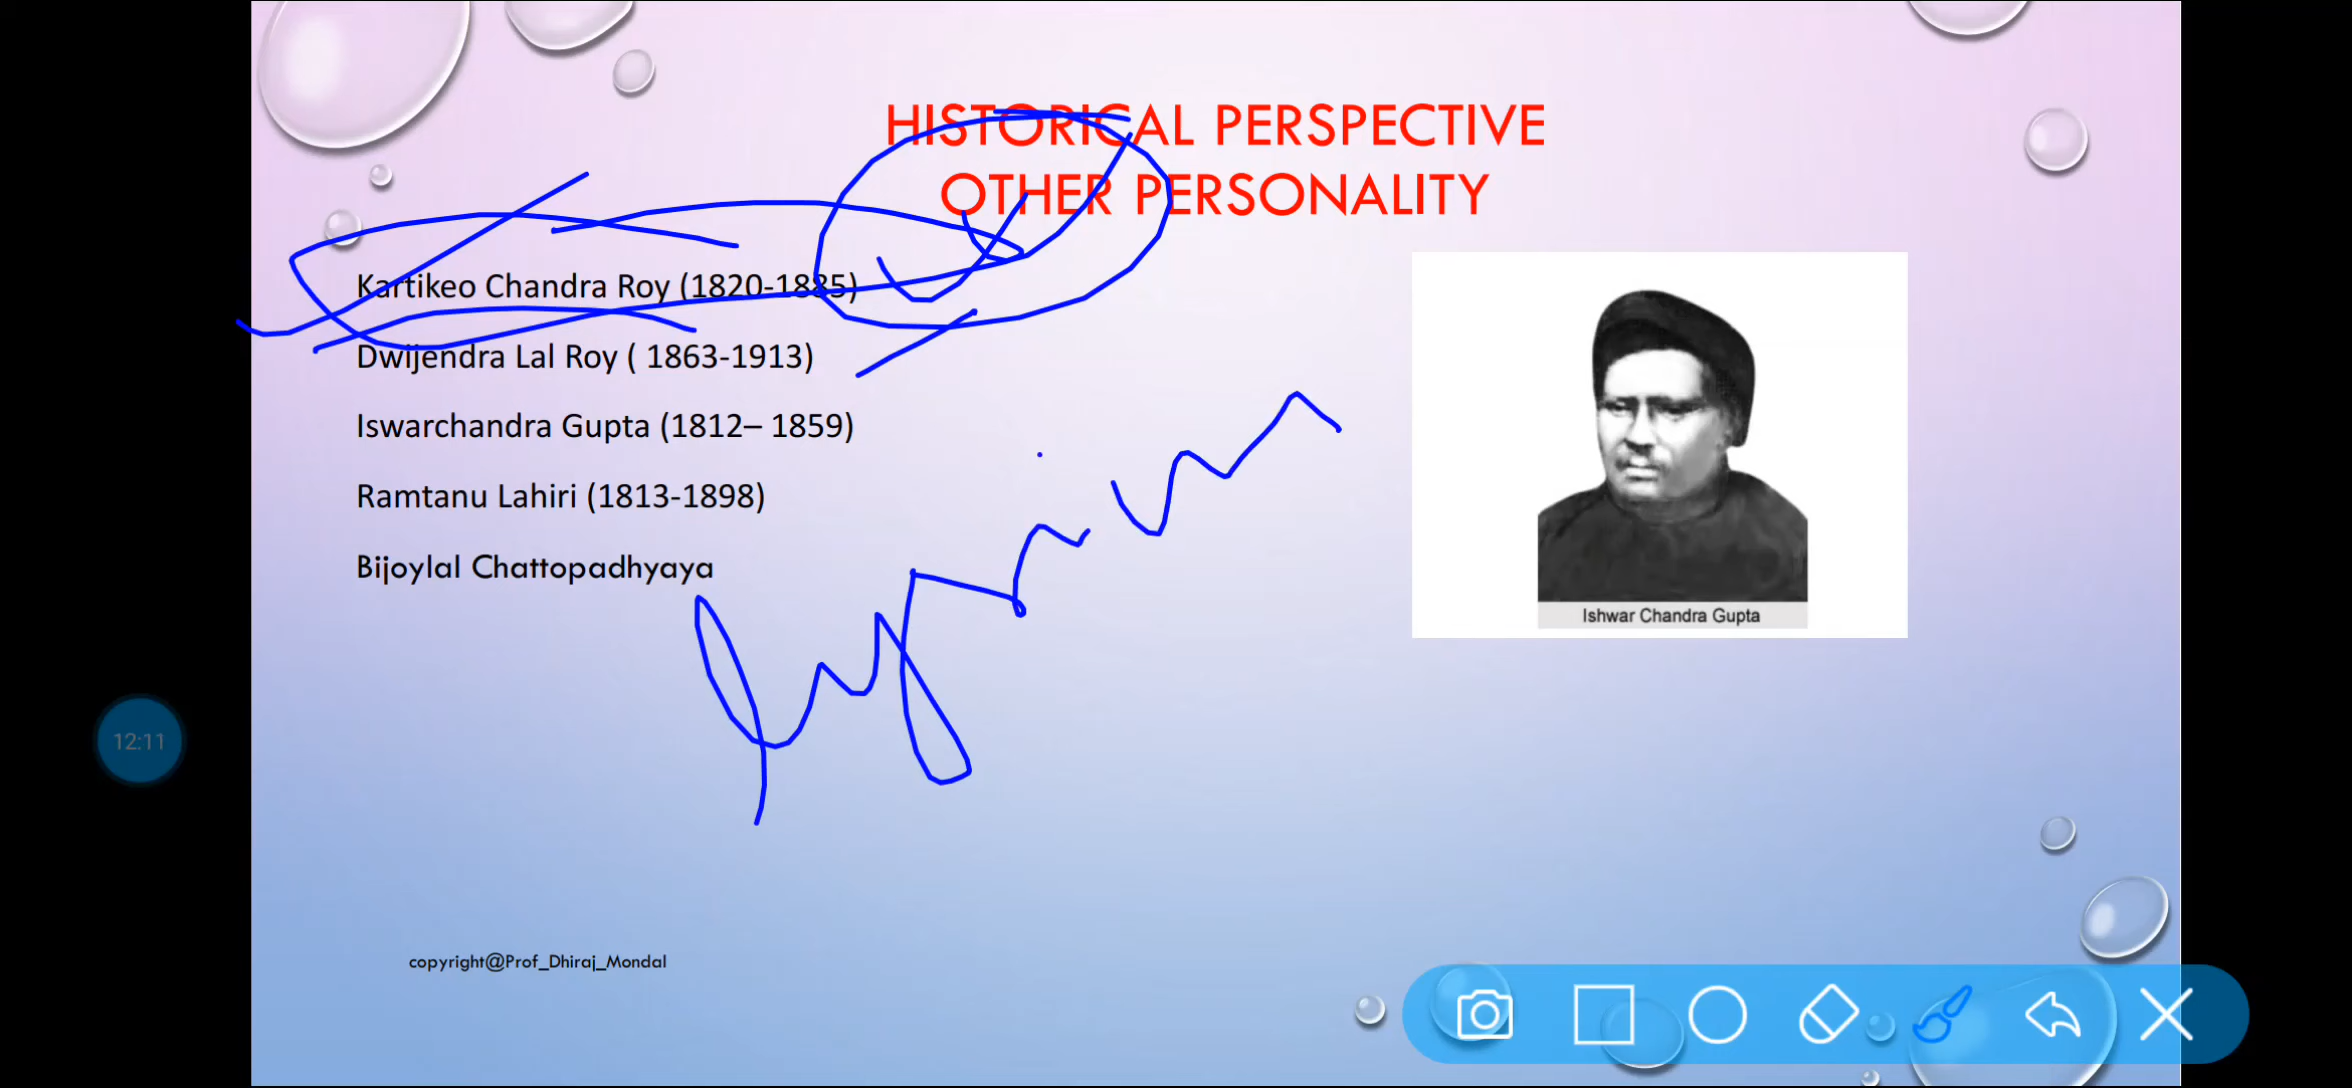 HISTORICAL PERSPECTIVE
OTHER PERSONALITY
Kartikeo Chandra Roy (1820-1885)
Dwijendra Lal Roy ( 1863-1913)
Iswarchandra Gupta (1812– 1859)
Ramtanu Lahiri (1813-1898)
Bijoylal Chattopadhyaya
Ishwar Chandra Gupta
12:11
copyright@Prof_Dhiraj_Mondal